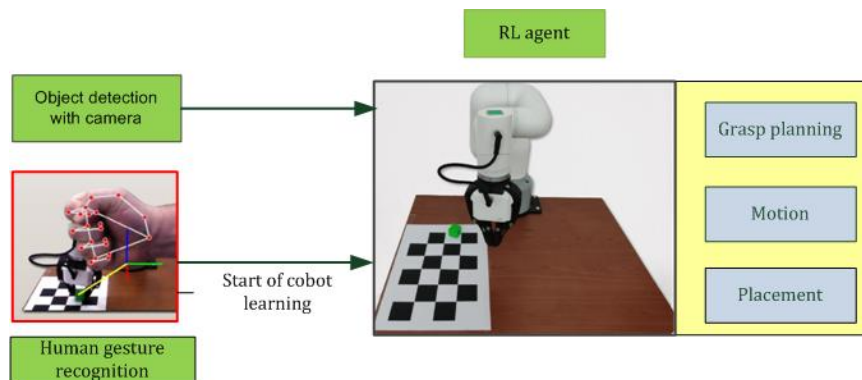 RL agent
Object detection
with camera
Grasp planning
Motion
Start of cobot
learning
Placement
Human gesture
recognition